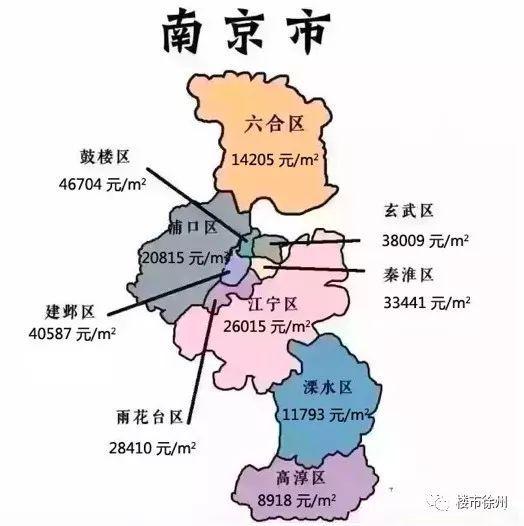 南京市
六合区
14205 元/m²
鼓楼区
46704 元/m²
玄武区
38009 元/m²
浦口区
20815 元/m²
秦淮区
33441 元/m²
建邺区
40587 元/m²
江宁区
26015 元/m²
溧水区
11793 元/m²
雨花台区
28410 元/m²
高淳区
8918 元/m²
楼市徐州